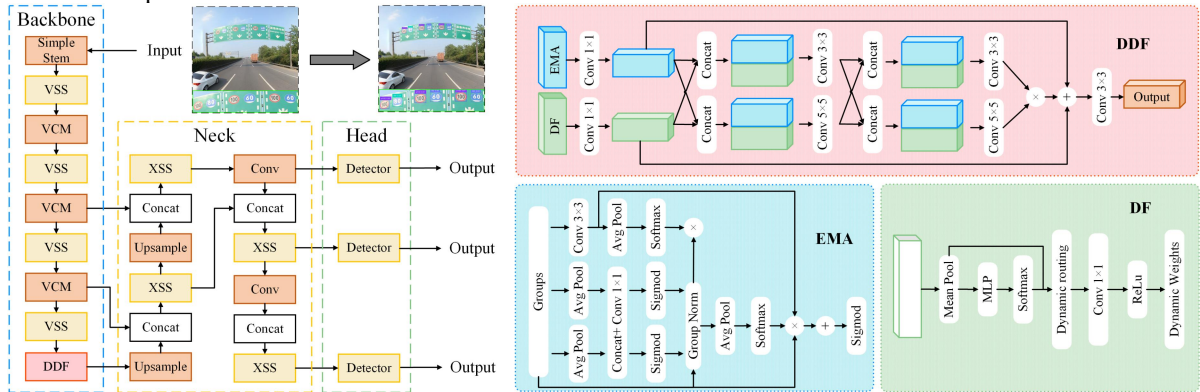 Backbone
Simple
Stem
Input
VSS
VCM
VSS
VCM
VSS
VCM
VSS
DDF
Neck
XSS
Conv
Concat
Concat
Upsample
XSS
XSS
Conv
Concat
Concat
Upsample
XSS
Head
Detector
Output
Detector
Output
Detector
Output
DDF
EMA
Conv 1×1
Concat
Conv 3×3
Concat
Conv 3×3
DF
Conv 1×1
Concat
Conv 5×5
Concat
Conv 5×5
×
+
Conv 3×3
Output
EMA
Groups
Conv 3×3
Avg Pool
Softmax
×
Avg Pool
Avg Pool
Concat+ Conv 1×1
Sigmod
Sigmod
Group Norm
Avg Pool
Softmax
×
+
Sigmod
DF
Mean Pool
MLP
Softmax
Dynamic routing
Conv 1×1
ReLu
Dynamic Weights